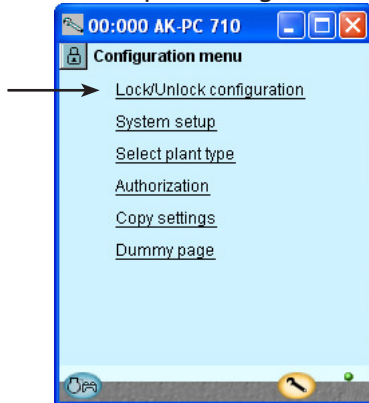 00:000 AK-PC 710
Configuration menu
Lock/Unlock configuration
System setup
Select plant type
Authorization
Copy settings
Dummy page